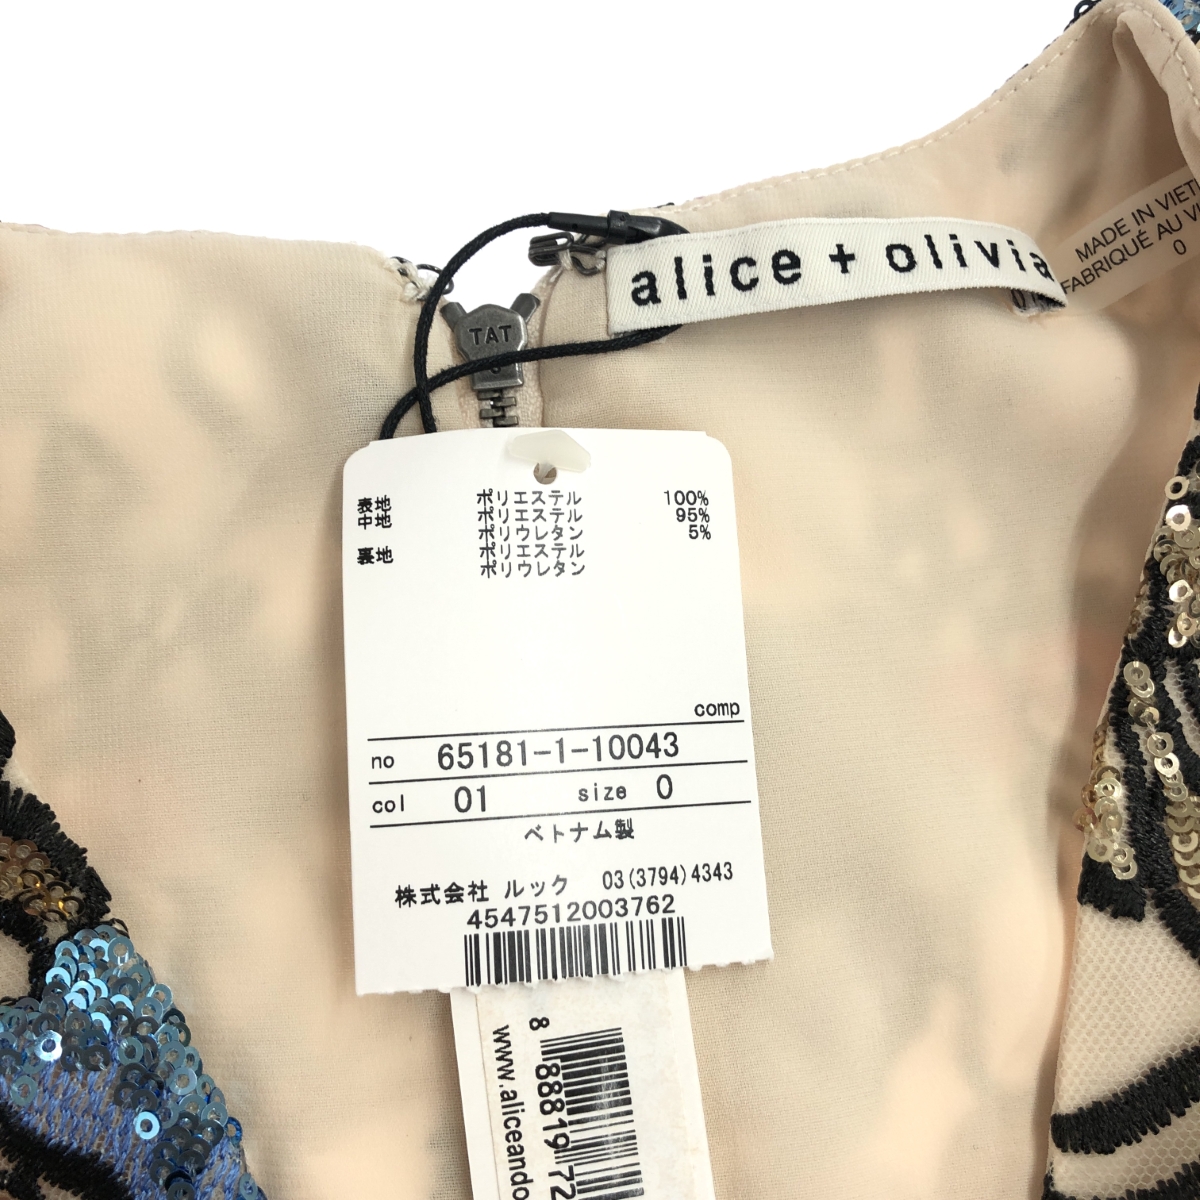 alice + olivia
MADE IN VIET
FABRIQUÉ AU VI
0
TAT
表地 ポリエステル 100%
中地 ポリエステル 95%
ポリウレタン 5%
裏地 ポリエステル
ポリウレタン
comp
no 65181-1-10043
col 01 size 0
ベトナム製
株式会社 ルック 03(3794)4343
4547512003762
8 88819 72
www.aliceando